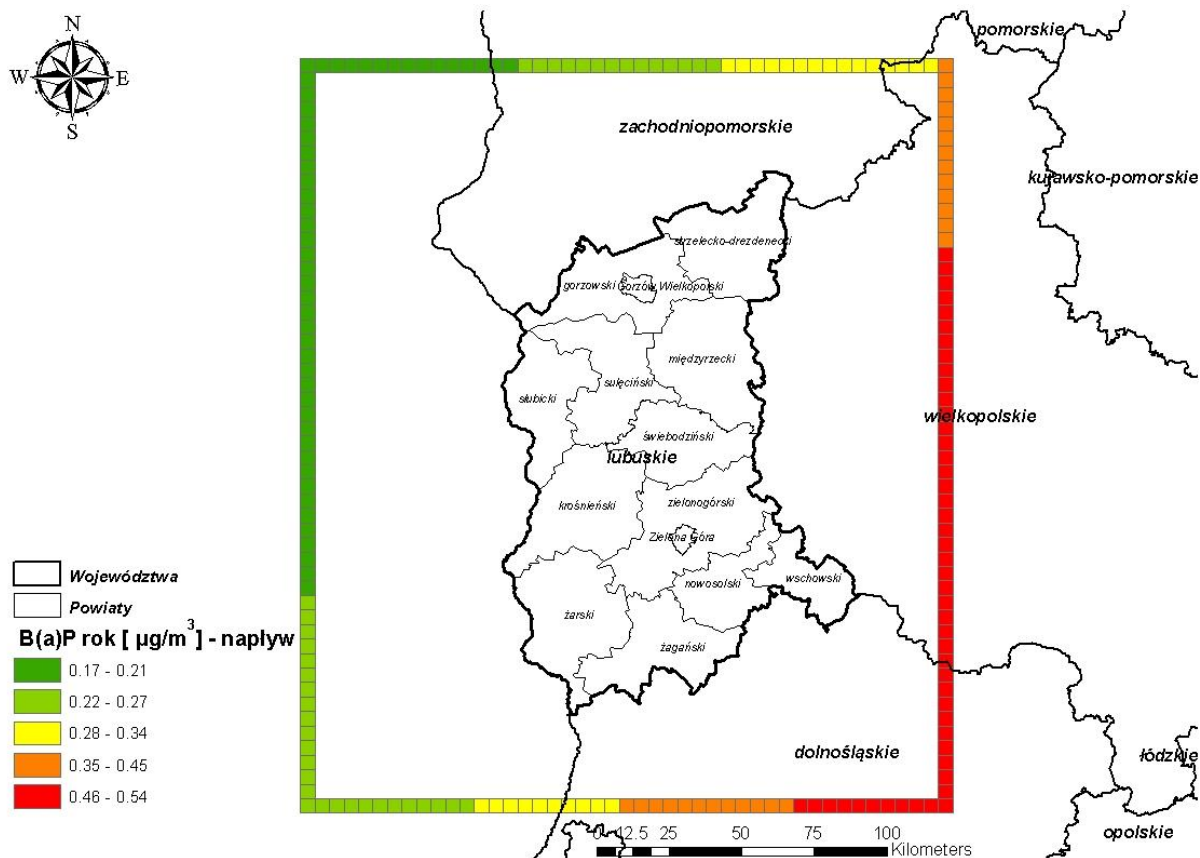 N
W E
S
pomorskie
zachodniopomorskie
kujawsko-pomorskie
strzelecko-drezdenecki
gorzowski
Gorzów Wielkopolski
międzyrzecki
sulęciński
słubicki
wielkopolskie
świebodziński
lubuskie
krośnieński
zielonogórski
Zielona Góra
nowosolski
wschowski
żarski
żagański
Województwa
Powiaty
B(a)P rok [ µg/m³] - napływ
0.17 - 0.21
0.22 - 0.27
0.28 - 0.34
0.35 - 0.45
0.46 - 0.54
dolnośląskie
łódzkie
opolskie
0 12.5 25 50 75 100
Kilometers